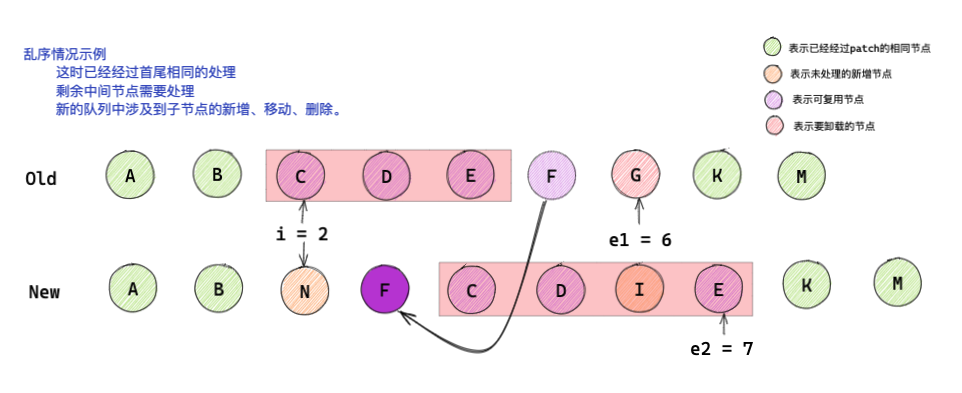 乱序情况示例
这时已经经过首尾相同的处理
剩余中间节点需要处理
新的队列中涉及到子节点的新增、移动、删除。
表示已经经过patch的相同节点
表示未处理的新增节点
表示可复用节点
表示要卸载的节点
Old A B C D E F G K M
i = 2 e1 = 6
New A B N F C D I E K M
e2 = 7